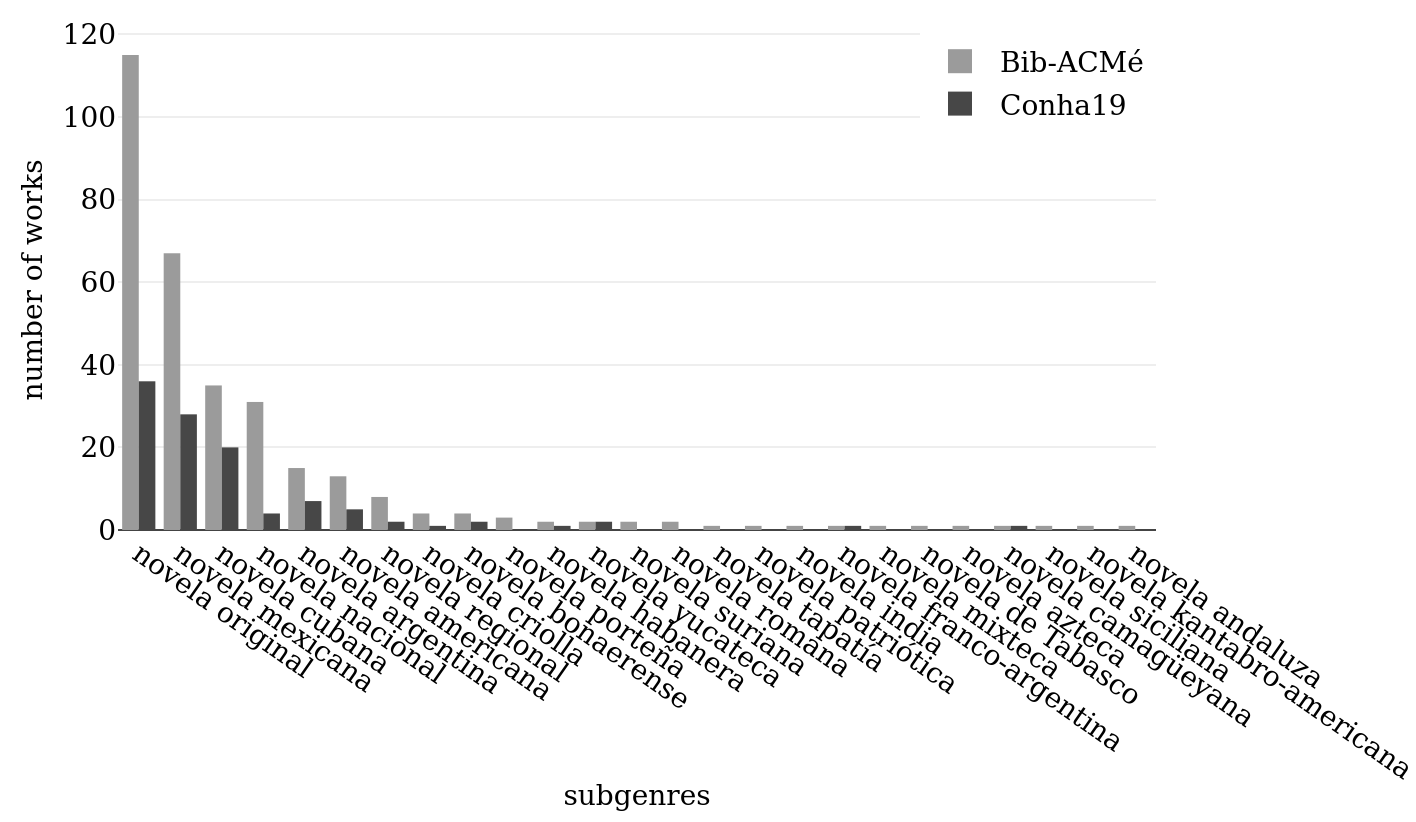 120
100
80
60
40
20
0
number of works
Bib-ACMé
Conha19
novela original
novela mexicana
novela cubana
novela nacional
novela argentina
novela americana
novela regional
novela criolla
novela bonaerense
novela porteña
novela habanera
novela yucateca
novela suriana
novela romana
novela tapatía
novela patriótica
novela india
novela franco-argentina
novela mixteca
novela de Tabasco
novela azteca
novela camagüeyana
novela siciliana
novela kantabro-americana
novela andaluza
subgenres